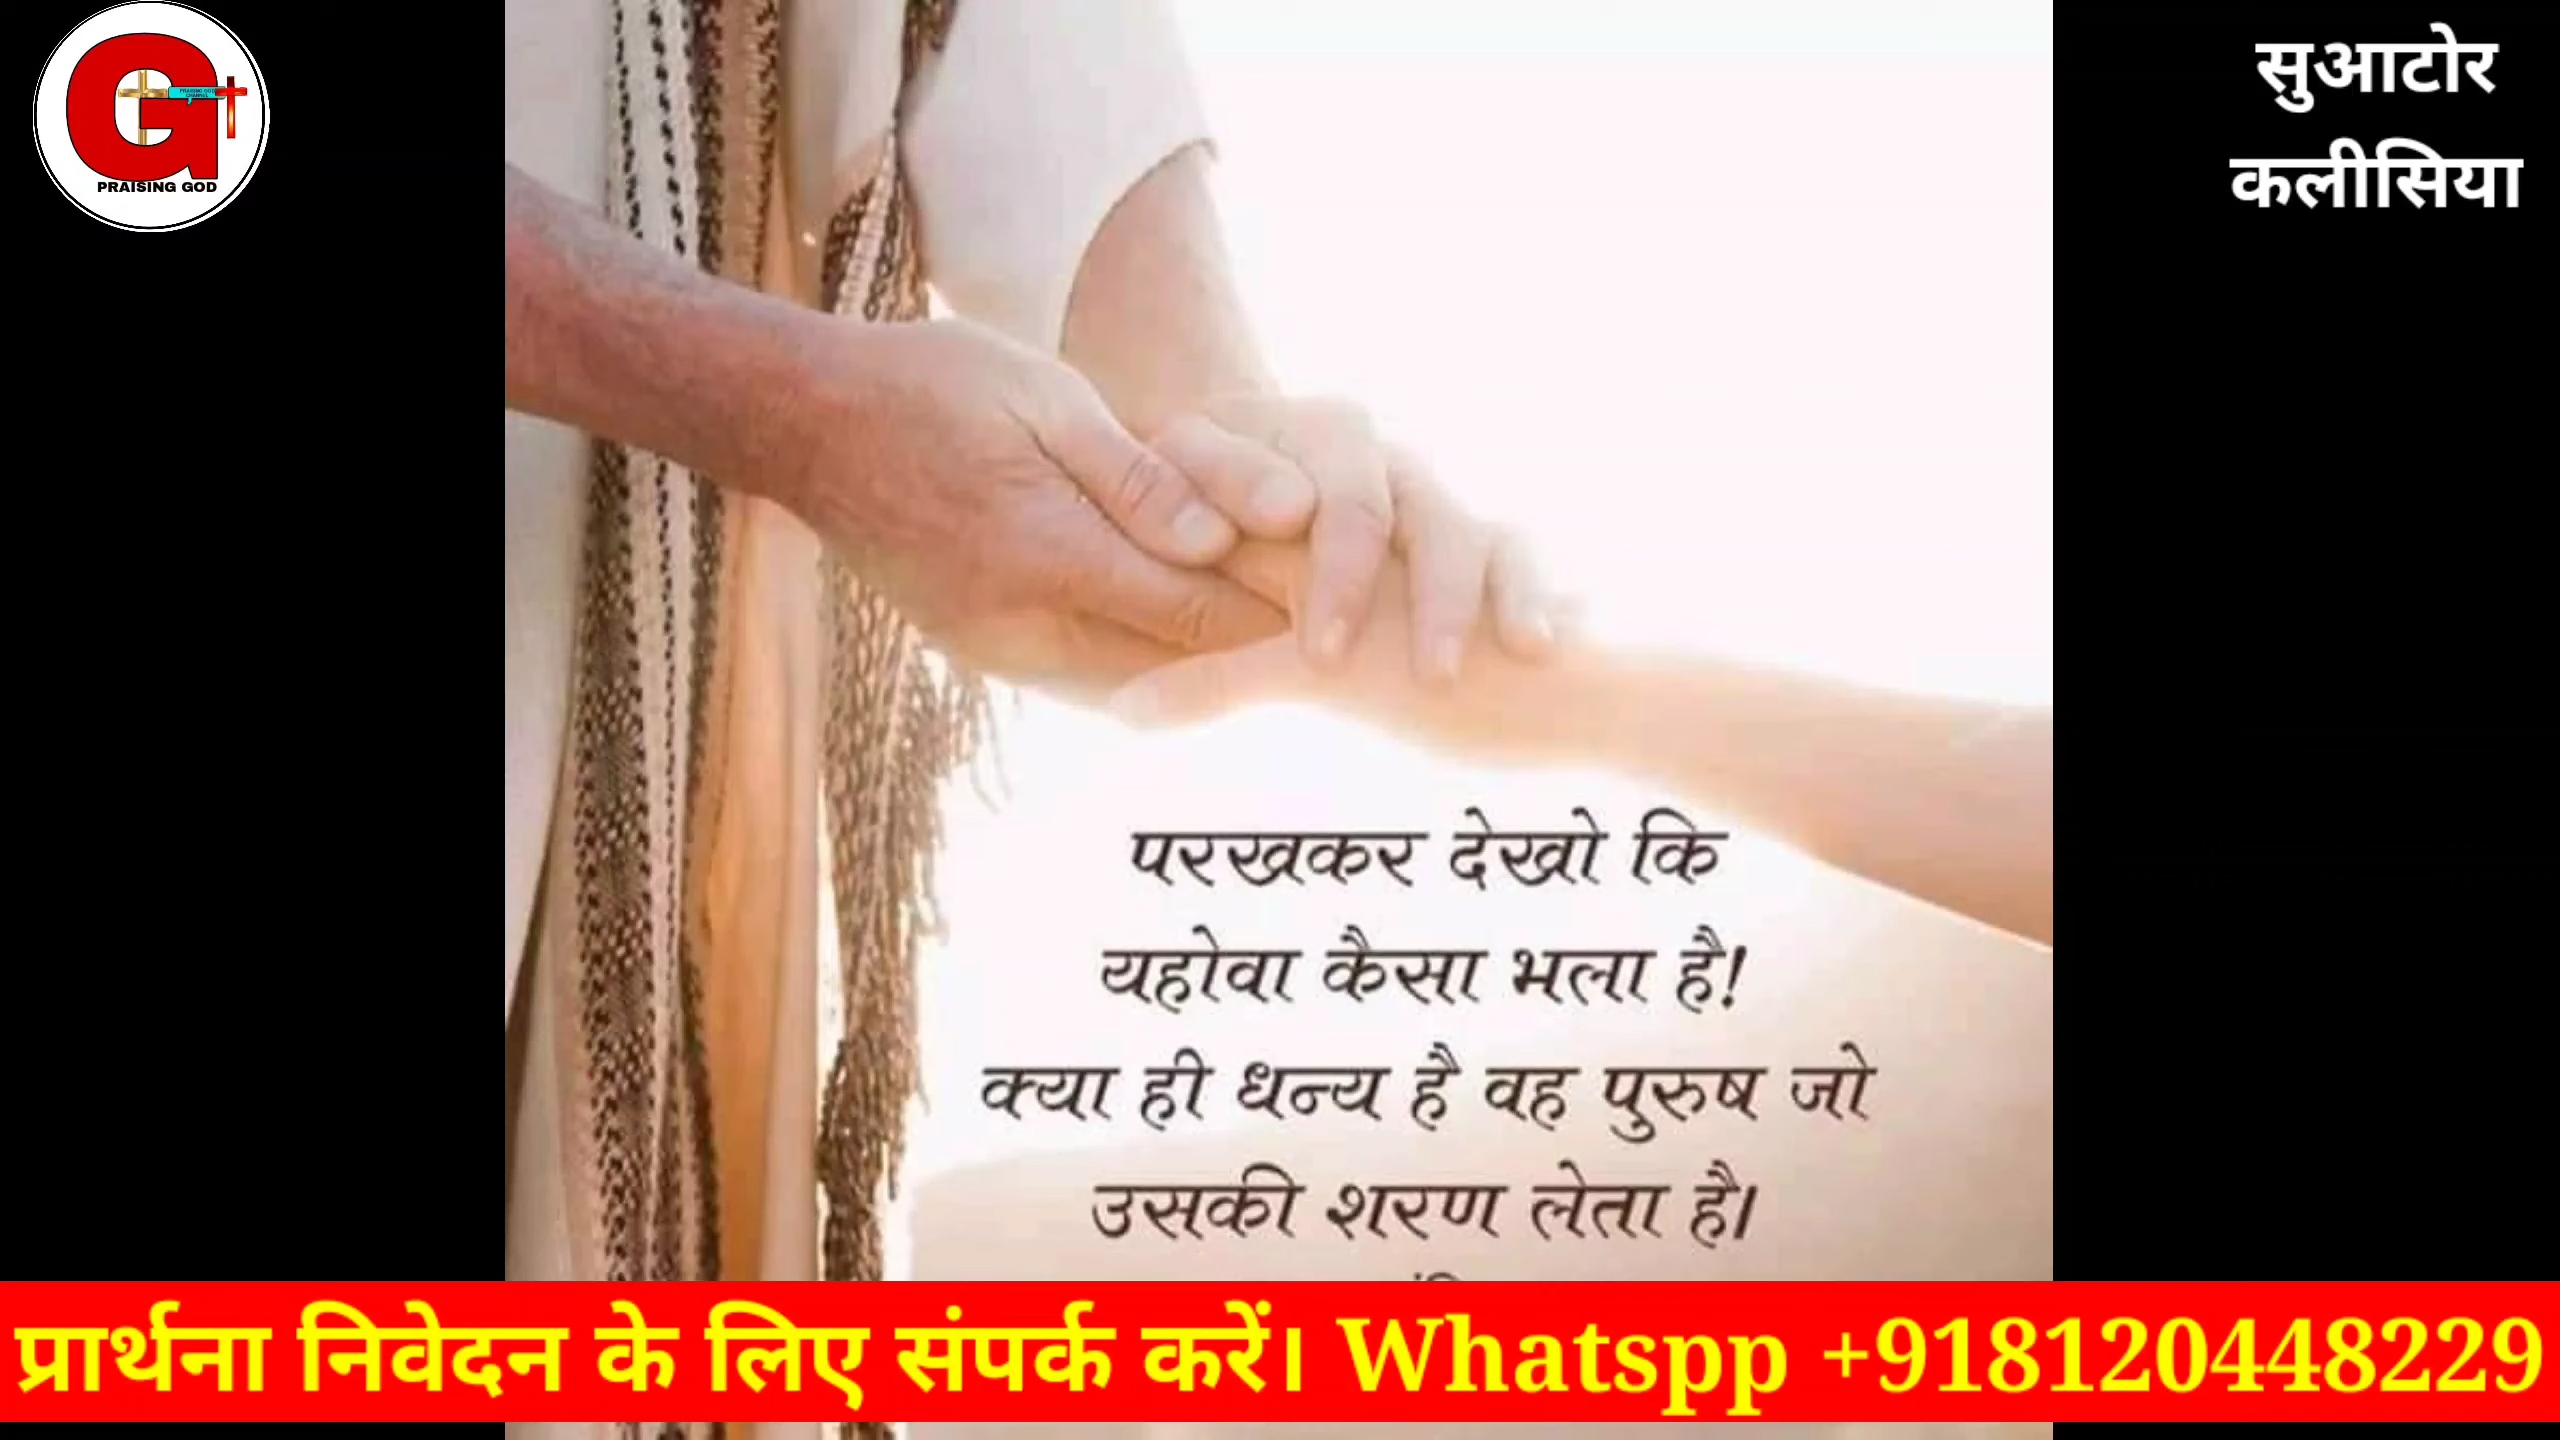 PRAISING GOD
सुआटोर
कलीसिया
परखकर देखो कि
यहोवा कैसा भला है!
क्या ही धन्य है वह पुरुष जो
उसकी शरण लेता है।
प्रार्थना निवेदन के लिए संपर्क करें। Whatspp +918120448229